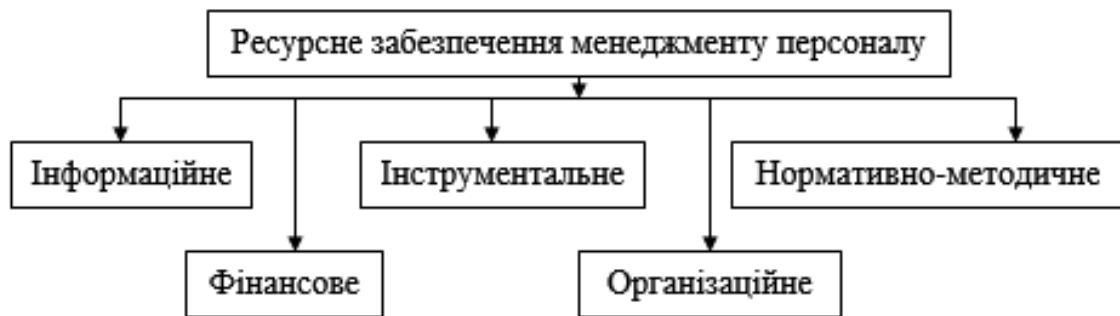 Ресурсне забезпечення менеджменту персоналу
Інформаційне
Інструментальне
Нормативно-методичне
Фінансове
Організаційне